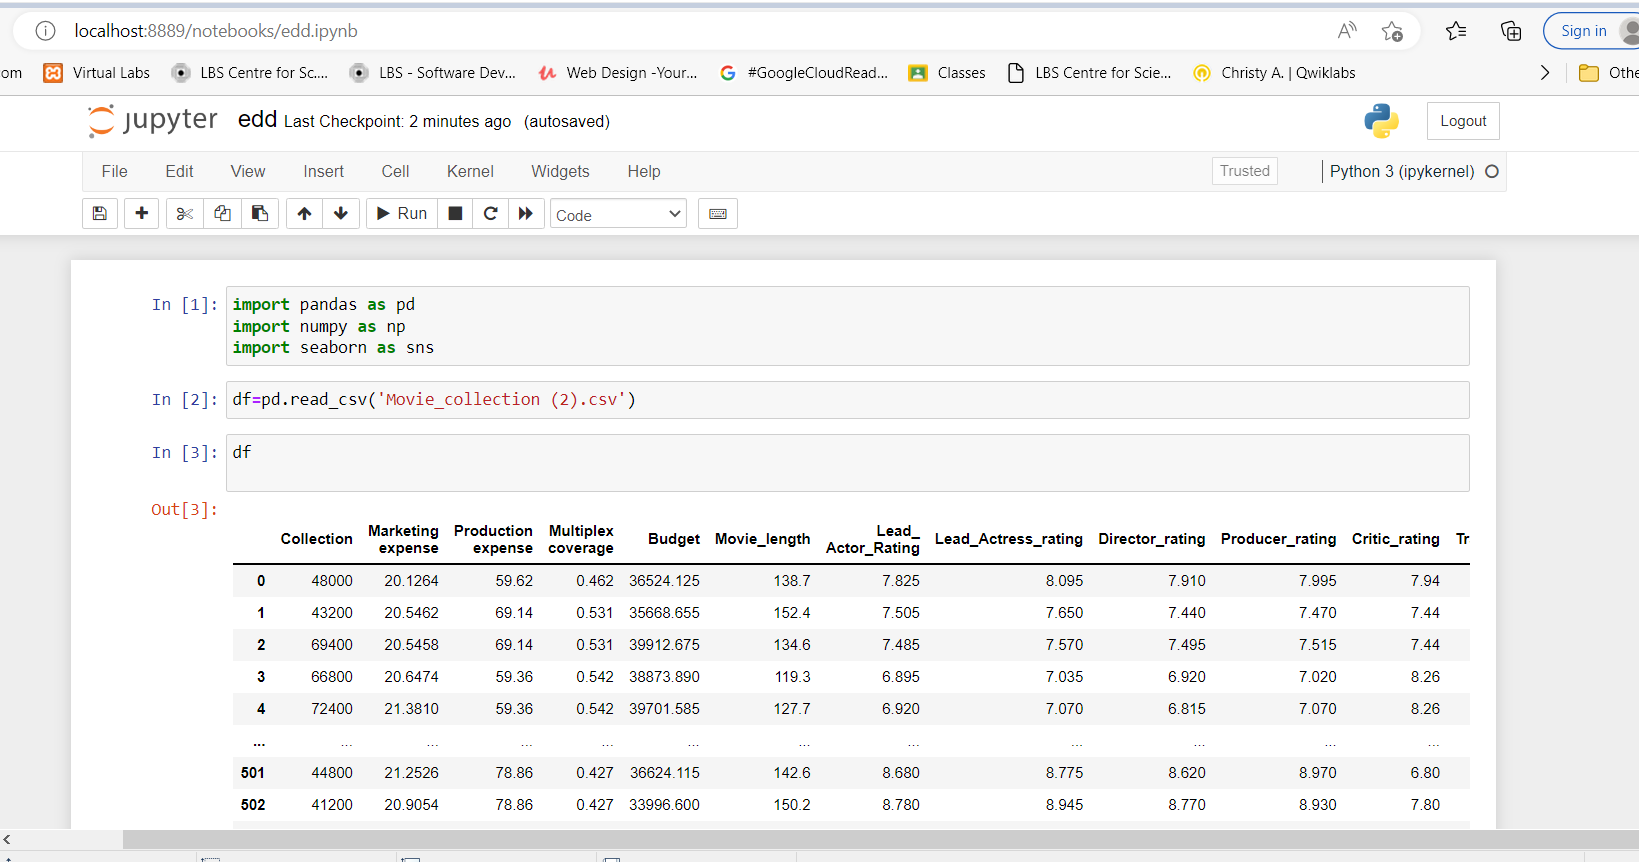 localhost:8889/notebooks/edd.ipynb
Sign in
om Virtual Labs LBS Centre for Sc... LBS - Software Dev... Web Design -Your... #GoogleCloudRead... Classes LBS Centre for Scie... Christy A. | Qwiklabs Othe
jupyter edd Last Checkpoint: 2 minutes ago (autosaved) Logout
File Edit View Insert Cell Kernel Widgets Help Trusted Python 3 (ipykernel)
Run Code
In [1]: import pandas as pd
import numpy as np
import seaborn as sns
In [2]: df=pd.read_csv('Movie_collection (2).csv')
In [3]: df
Out[3]:
Collection Marketing expense Production expense Multiplex coverage Budget Movie_length Lead_ Actor_Rating Lead_Actress_rating Director_rating Producer_rating Critic_rating Tr
0 48000 20.1264 59.62 0.462 36524.125 138.7 7.825 8.095 7.910 7.995 7.94
1 43200 20.5462 69.14 0.531 35668.655 152.4 7.505 7.650 7.440 7.470 7.44
2 69400 20.5458 69.14 0.531 39912.675 134.6 7.485 7.570 7.495 7.515 7.44
3 66800 20.6474 59.36 0.542 38873.890 119.3 6.895 7.035 6.920 7.020 8.26
4 72400 21.3810 59.36 0.542 39701.585 127.7 6.920 7.070 6.815 7.070 8.26
... ... ... ... ... ... ... ... ... ... ... ...
501 44800 21.2526 78.86 0.427 36624.115 142.6 8.680 8.775 8.620 8.970 6.80
502 41200 20.9054 78.86 0.427 33996.600 150.2 8.780 8.945 8.770 8.930 7.80